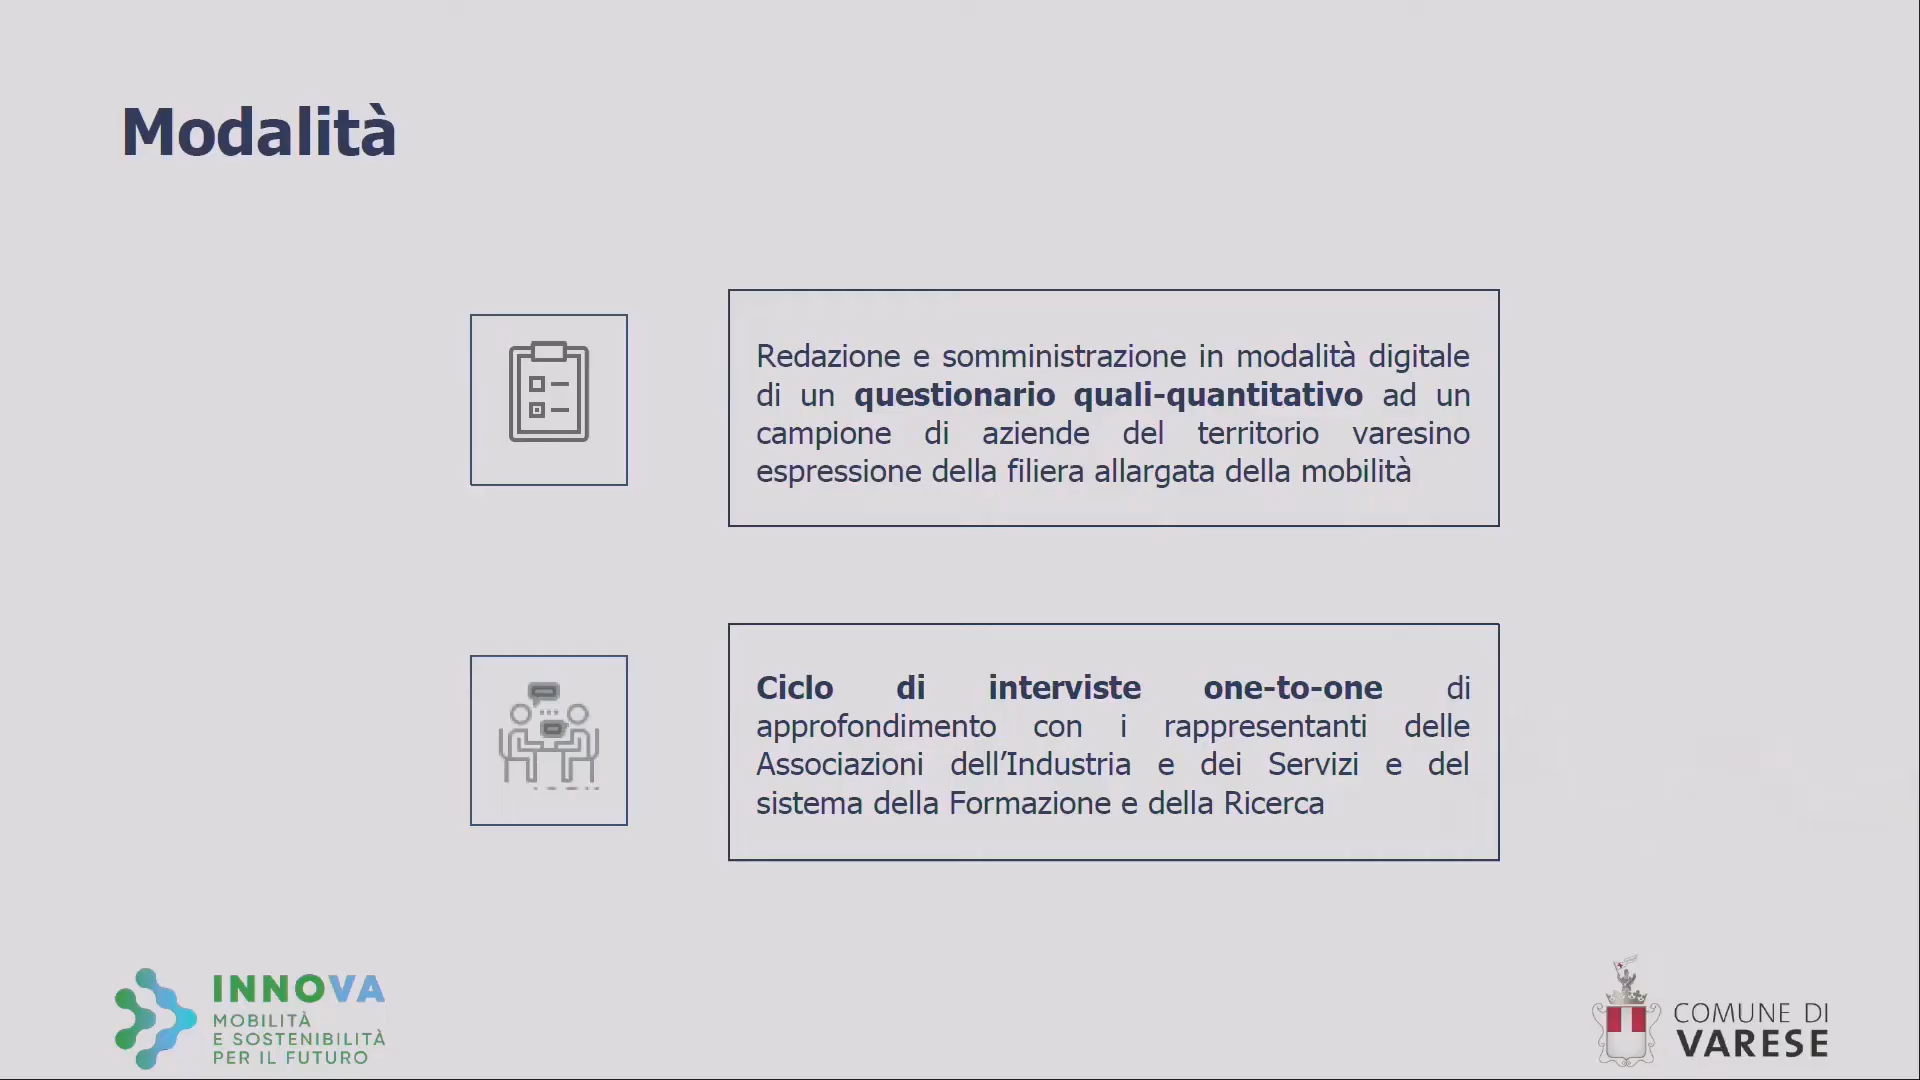 Modalità
Redazione e somministrazione in modalità digitale
di un questionario quali-quantitativo ad un
campione di aziende del territorio varesino
espressione della filiera allargata della mobilità
Ciclo di interviste one-to-one di
approfondimento con i rappresentanti delle
Associazioni dell’Industria e dei Servizi e del
sistema della Formazione e della Ricerca
INNOVA
MOBILITÀ
E SOSTENIBILITÀ
PER IL FUTURO
COMUNE DI
VARESE